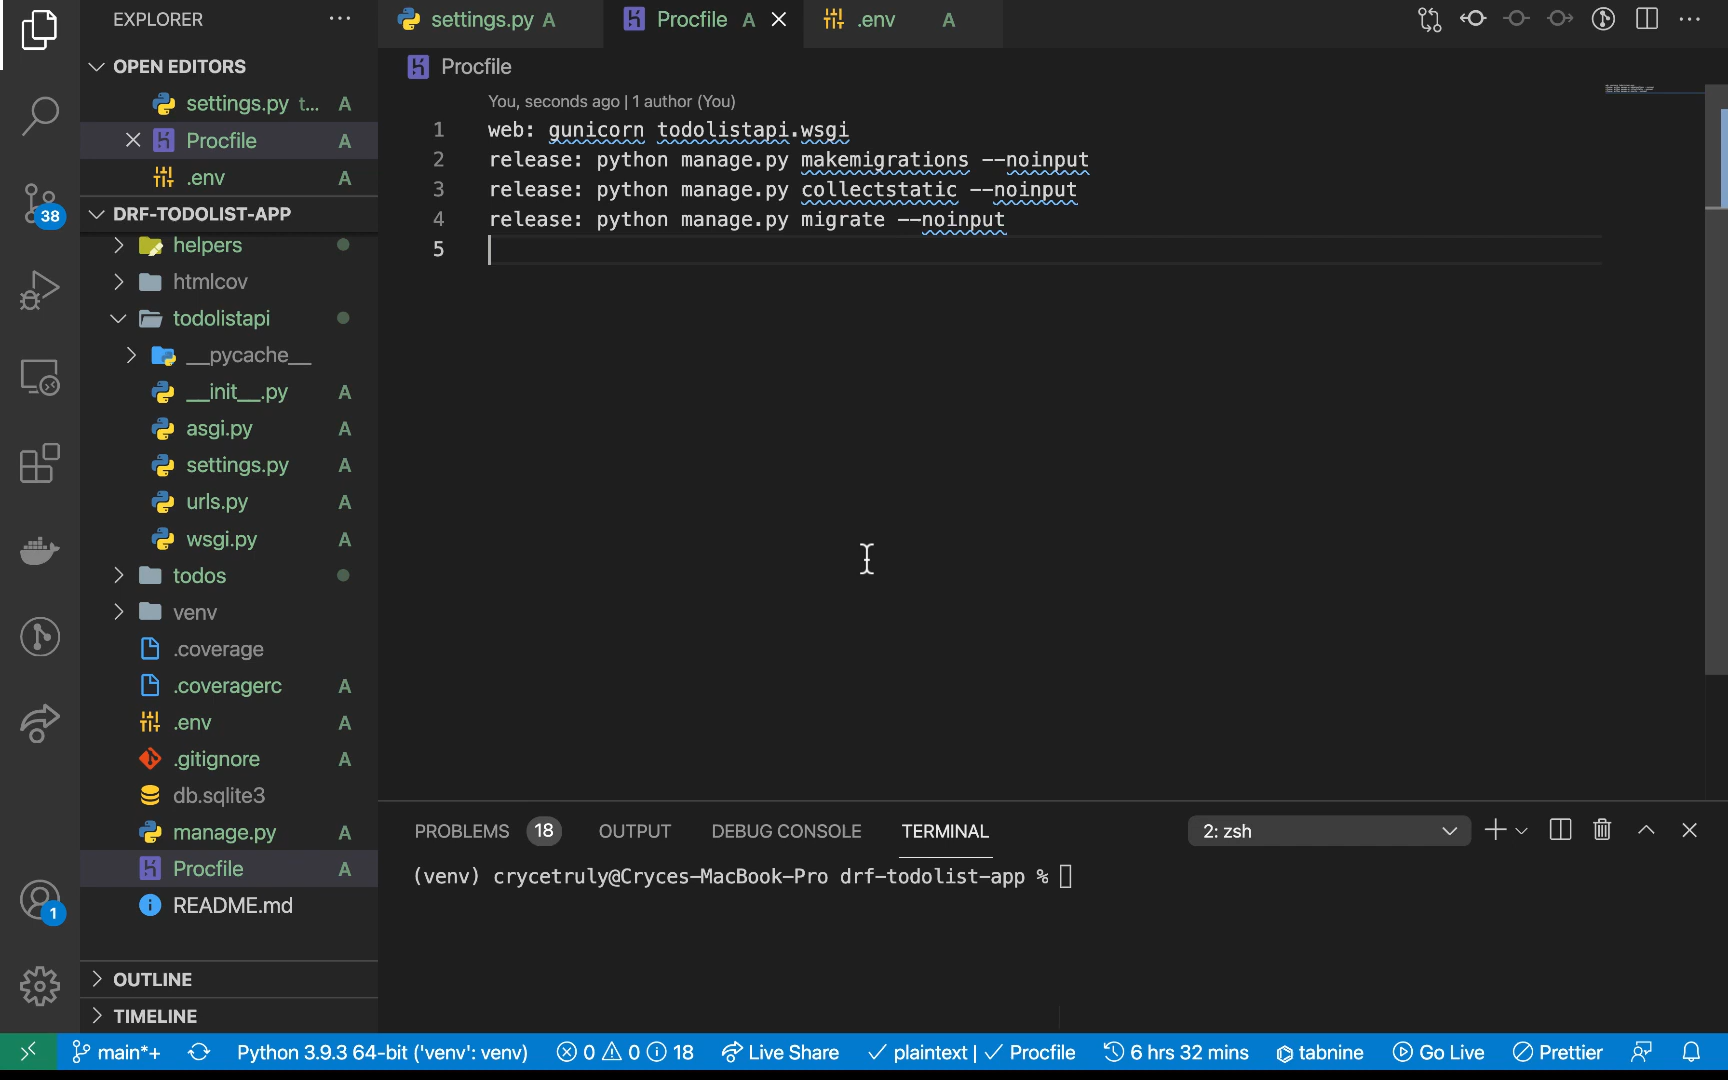 EXPLORER
OPEN EDITORS
settings.py t... A
Procfile A
.env A
38
DRF-TODOLIST-APP
helpers
htmlcov
todolistapi
__pycache__
__init__.py A
asgi.py A
settings.py A
urls.py A
wsgi.py A
todos
venv
.coverage
.coveragerc A
.env A
.gitignore A
db.sqlite3
manage.py A
Procfile A
README.md
1
OUTLINE
TIMELINE
settings.py A Procfile A .env A
Procfile
You, seconds ago | 1 author (You)
1 web: gunicorn todolistapi.wsgi
2 release: python manage.py makemigrations --noinput
3 release: python manage.py collectstatic --noinput
4 release: python manage.py migrate --noinput
5
PROBLEMS 18 OUTPUT DEBUG CONSOLE TERMINAL 2: zsh
(venv) crycetruly@Cryces-MacBook-Pro drf-todolist-app %
main*+ Python 3.9.3 64-bit ('venv': venv) 0 0 18 Live Share plaintext | Procfile 6 hrs 32 mins tabnine Go Live Prettier